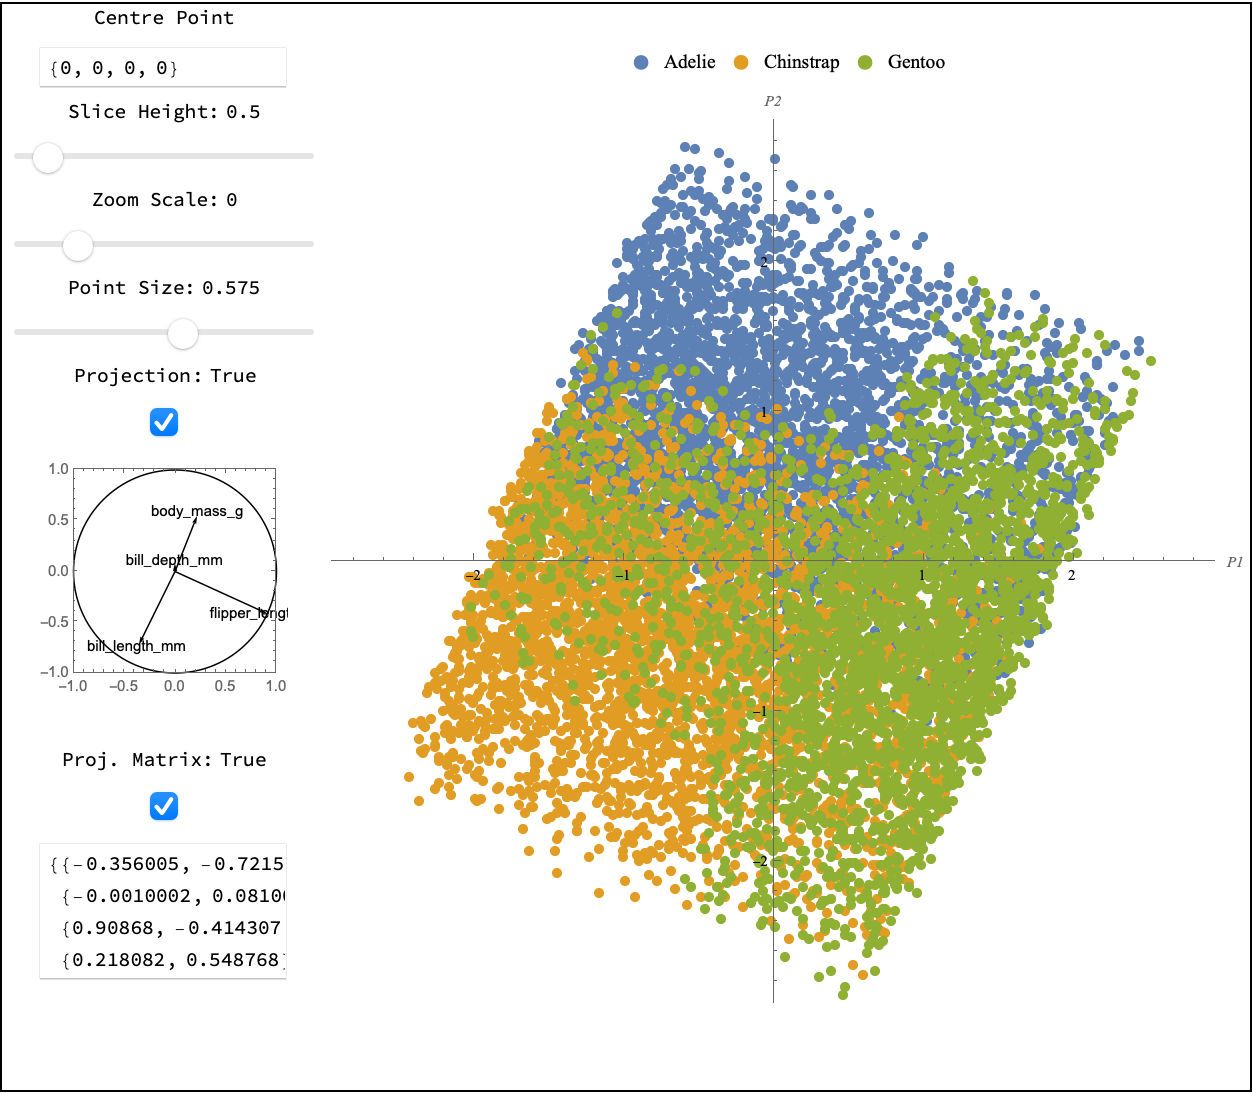 Centre Point
{0, 0, 0, 0}
Slice Height: 0.5
Zoom Scale: 0
Point Size: 0.575
Projection: True
1.0
0.5
0.0
−0.5
−1.0
−1.0 −0.5 0.0 0.5 1.0
body_mass_g
bill_depth_mm
flipper_lengt
bill_length_mm
Proj. Matrix: True
{{−0.356005, −0.7215
{−0.0010002, 0.0810
{0.90868, −0.414307
{0.218082, 0.548768
Adelie Chinstrap Gentoo
P2
2
1
−2 −1 1 2 P1
−1
−2